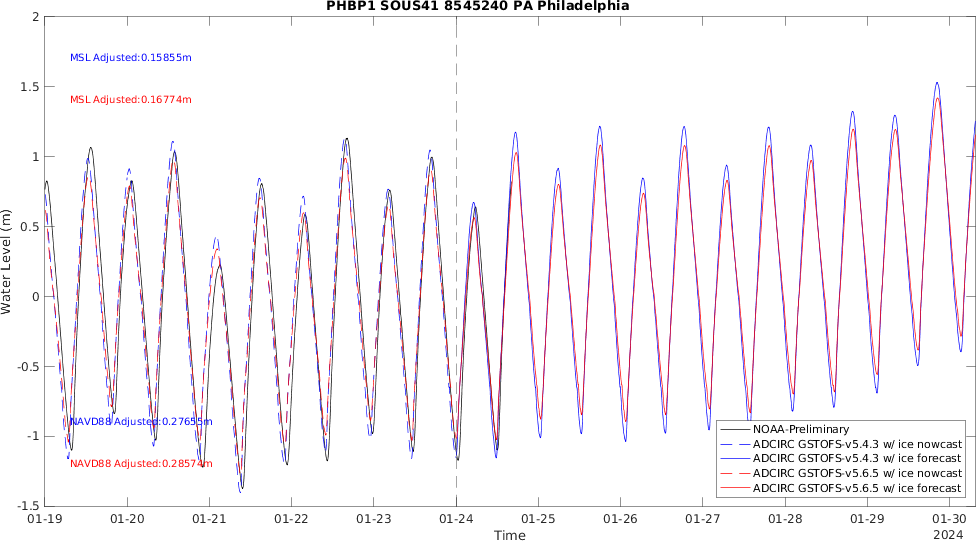 PHBP1 SOUS41 8545240 PA Philadelphia
2
MSL Adjusted:0.15855m
1.5
MSL Adjusted:0.16774m
1
0.5
Water Level (m)
0
-0.5
NAVD88 Adjusted:0.27655m
-1
NAVD88 Adjusted:0.28574m
-1.5
NOAA-Preliminary
ADCIRC GSTOFS-v5.4.3 w/ ice nowcast
ADCIRC GSTOFS-v5.4.3 w/ ice forecast
ADCIRC GSTOFS-v5.6.5 w/ ice nowcast
ADCIRC GSTOFS-v5.6.5 w/ ice forecast
01-19 01-20 01-21 01-22 01-23 01-24 01-25 01-26 01-27 01-28 01-29 01-30
Time
2024